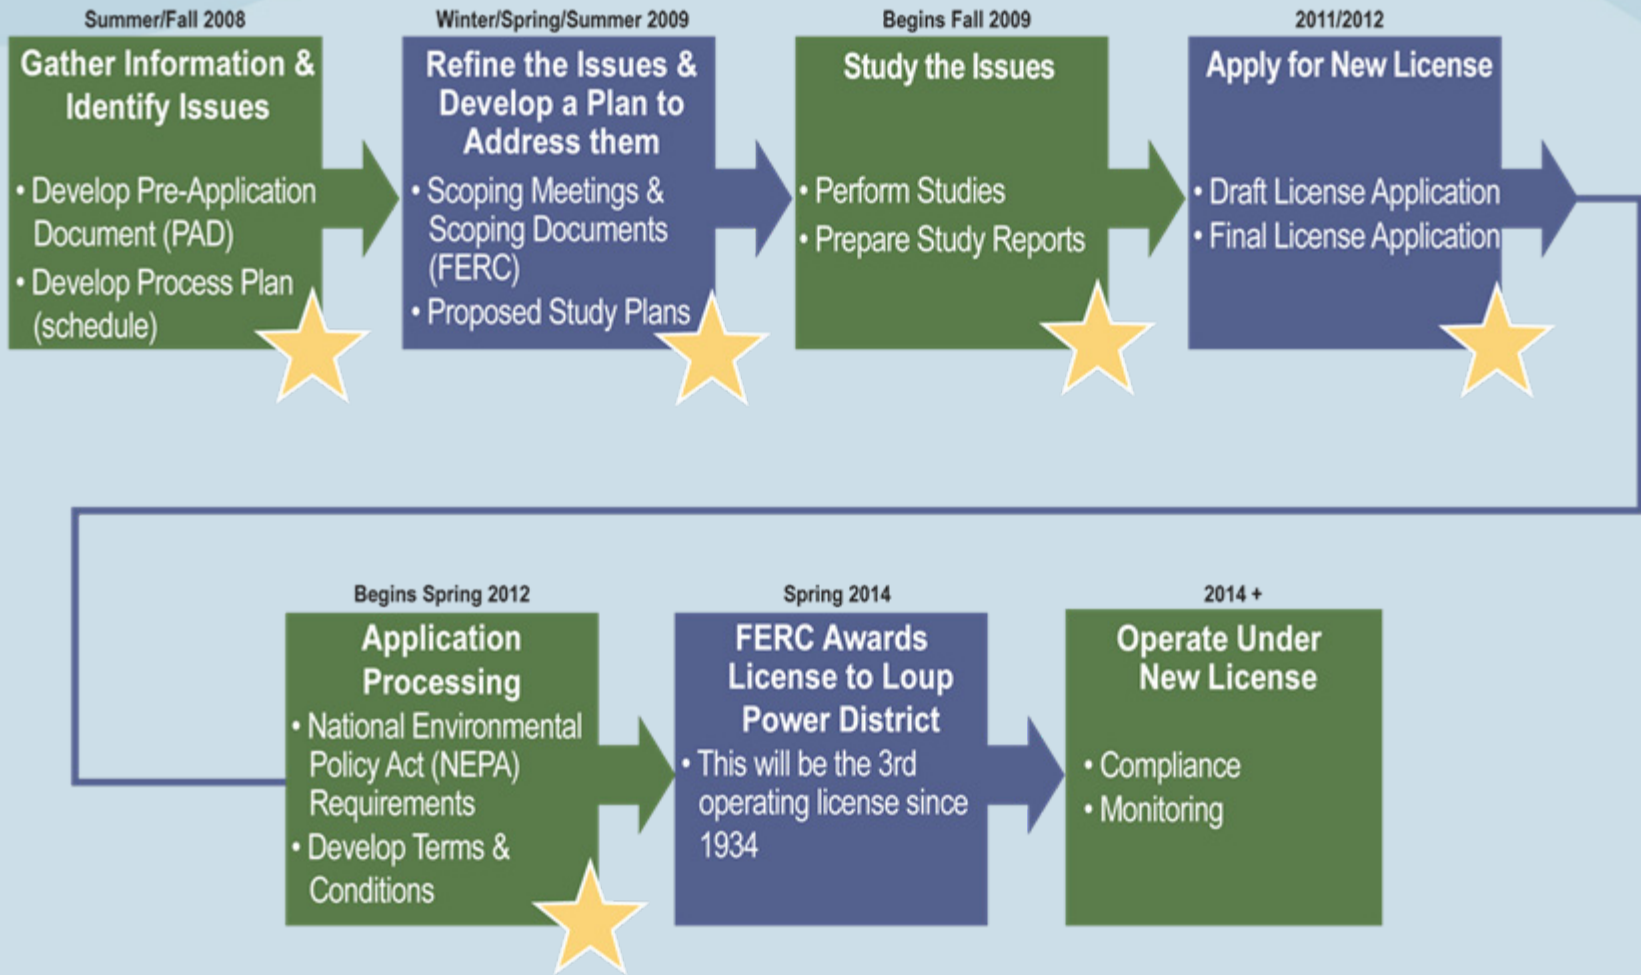 Summer/Fall 2008
Gather Information &
Identify Issues
• Develop Pre-Application
Document (PAD)
• Develop Process Plan
(schedule)
Winter/Spring/Summer 2009
Refine the Issues &
Develop a Plan to
Address them
• Scoping Meetings &
Scoping Documents
(FERC)
• Proposed Study Plans
Begins Fall 2009
Study the Issues
• Perform Studies
• Prepare Study Reports
2011/2012
Apply for New License
• Draft License Application
• Final License Application
Begins Spring 2012
Application
Processing
• National Environmental
Policy Act (NEPA)
Requirements
• Develop Terms &
Conditions
Spring 2014
FERC Awards
License to Loup
Power District
• This will be the 3rd
operating license since
1934
2014 +
Operate Under
New License
• Compliance
• Monitoring